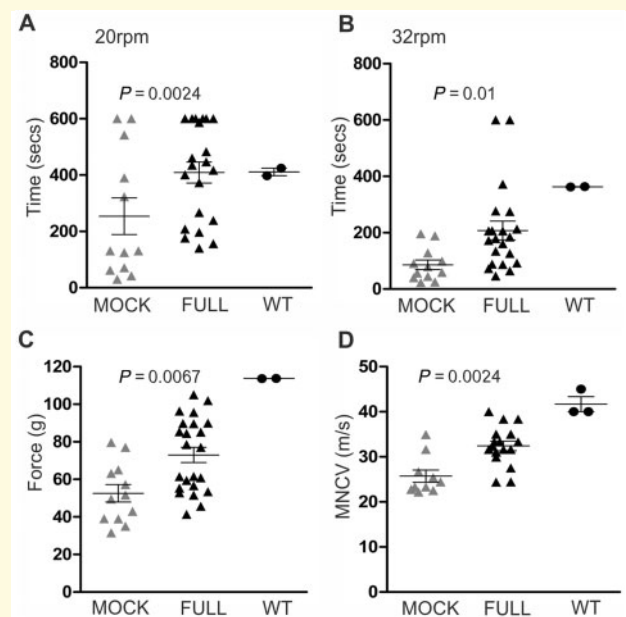 A 20rpm
P = 0.0024
Time (secs)
800
600
400
200
0
MOCK FULL WT
B 32rpm
P = 0.01
Time (secs)
800
600
400
200
0
MOCK FULL WT
C
P = 0.0067
Force (g)
120
100
80
60
40
20
0
MOCK FULL WT
D
P = 0.0024
MNCV (m/s)
50
40
30
20
10
0
MOCK FULL WT